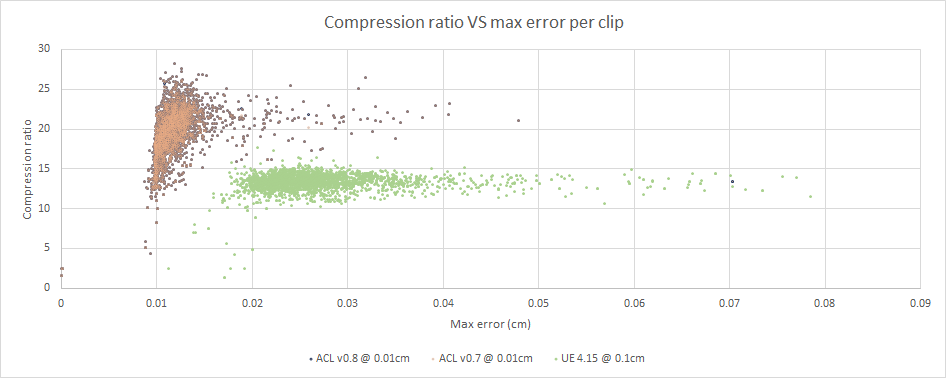 Compression ratio VS max error per clip
30
25
20
15
10
5
0
Compression ratio
0 0.01 0.02 0.03 0.04 0.05 0.06 0.07 0.08 0.09
Max error (cm)
ACL v0.8 @ 0.01cm ACL v0.7 @ 0.01cm UE 4.15 @ 0.1cm